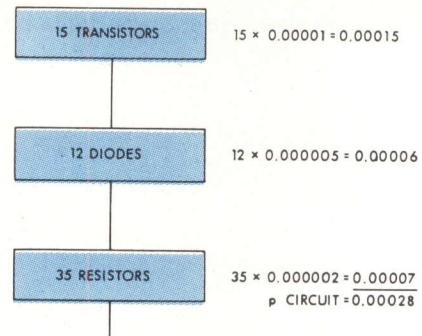 15 TRANSISTORS 15 × 0.00001 = 0.00015
12 DIODES 12 × 0.000005 = 0.00006
35 RESISTORS 35 × 0.000002 = 0.00007
p CIRCUIT = 0.00028